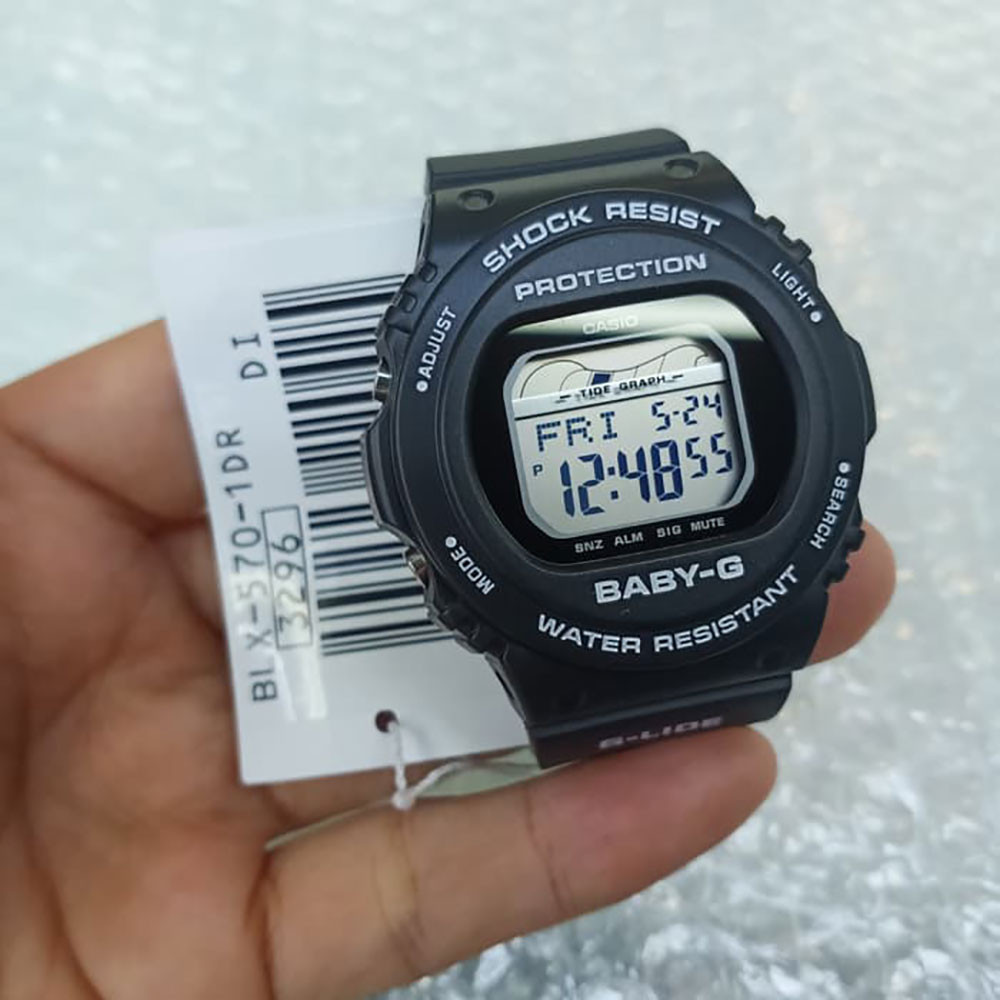 SHOCK RESIST
PROTECTION
LIGHT
ADJUST
CASIO
TIDE GRAPH
FRI 5-24
P 12:48 55
SNZ ALM SIG MUTE
SEARCH
MODE
BABY-G
WATER RESISTANT
G-LIDE
BLX-570-1DR DI
3296